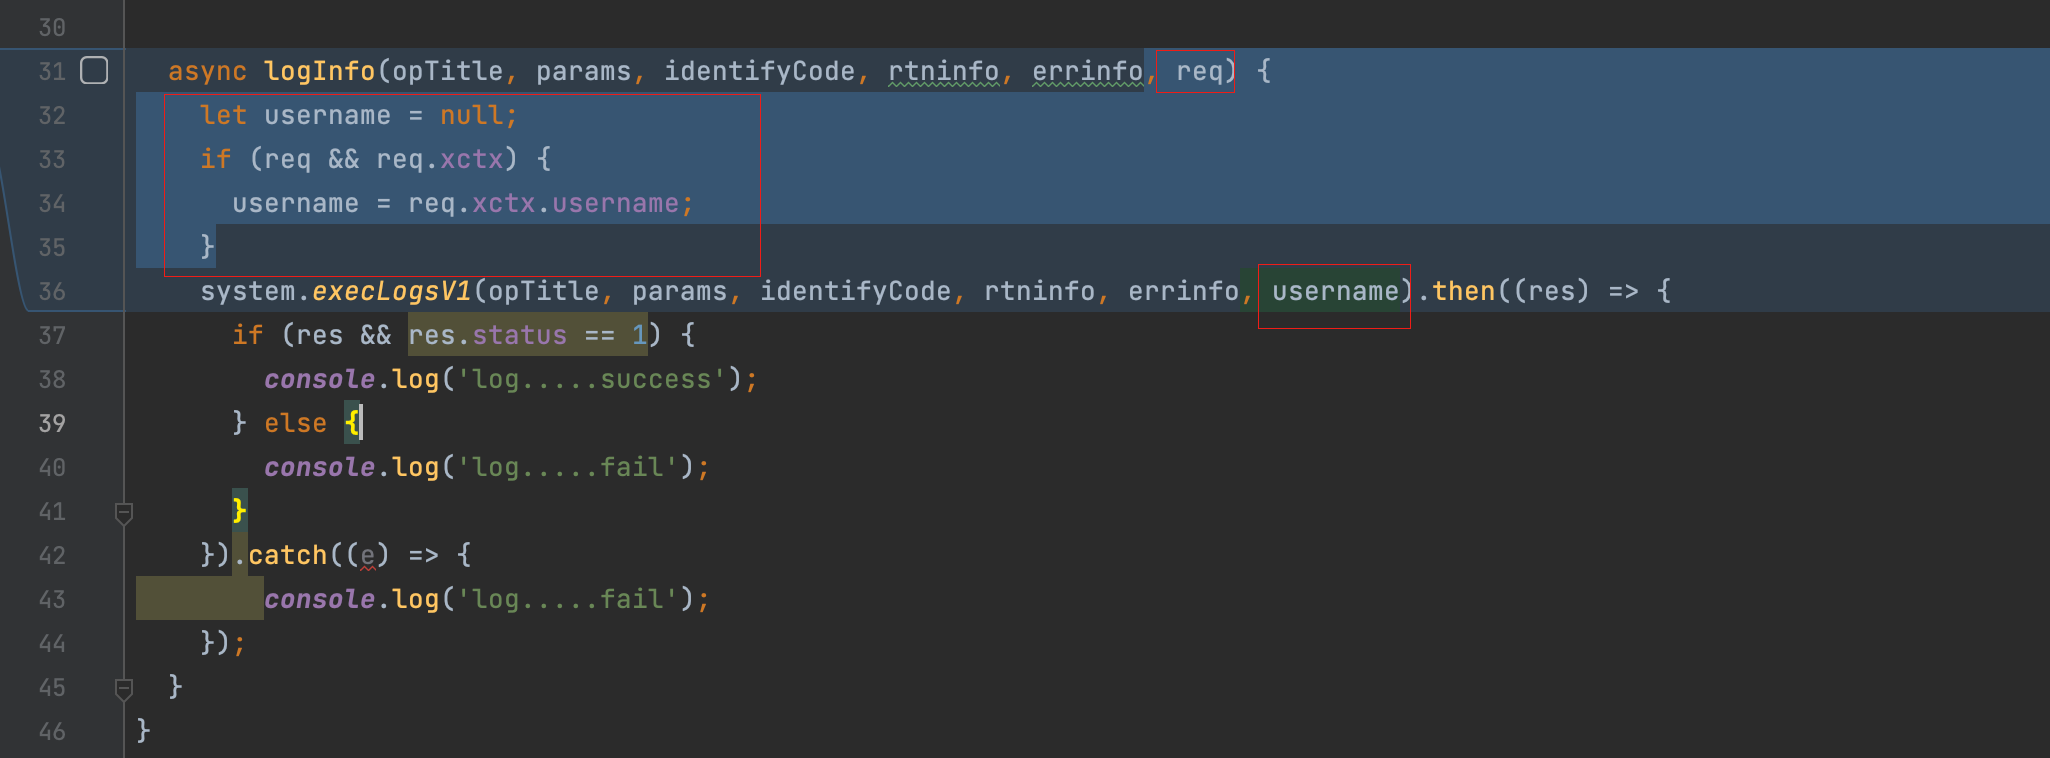 30
31 async logInfo(opTitle, params, identifyCode, rtninfo, errinfo, req) {
32 let username = null;
33 if (req && req.xctx) {
34 username = req.xctx.username;
35 }
36 system.execLogsV1(opTitle, params, identifyCode, rtninfo, errinfo, username).then((res) => {
37 if (res && res.status == 1) {
38 console.log('log.....success');
39 } else {
40 console.log('log.....fail');
41 }
42 }).catch((e) => {
43 console.log('log.....fail');
44 });
45 }
46 }